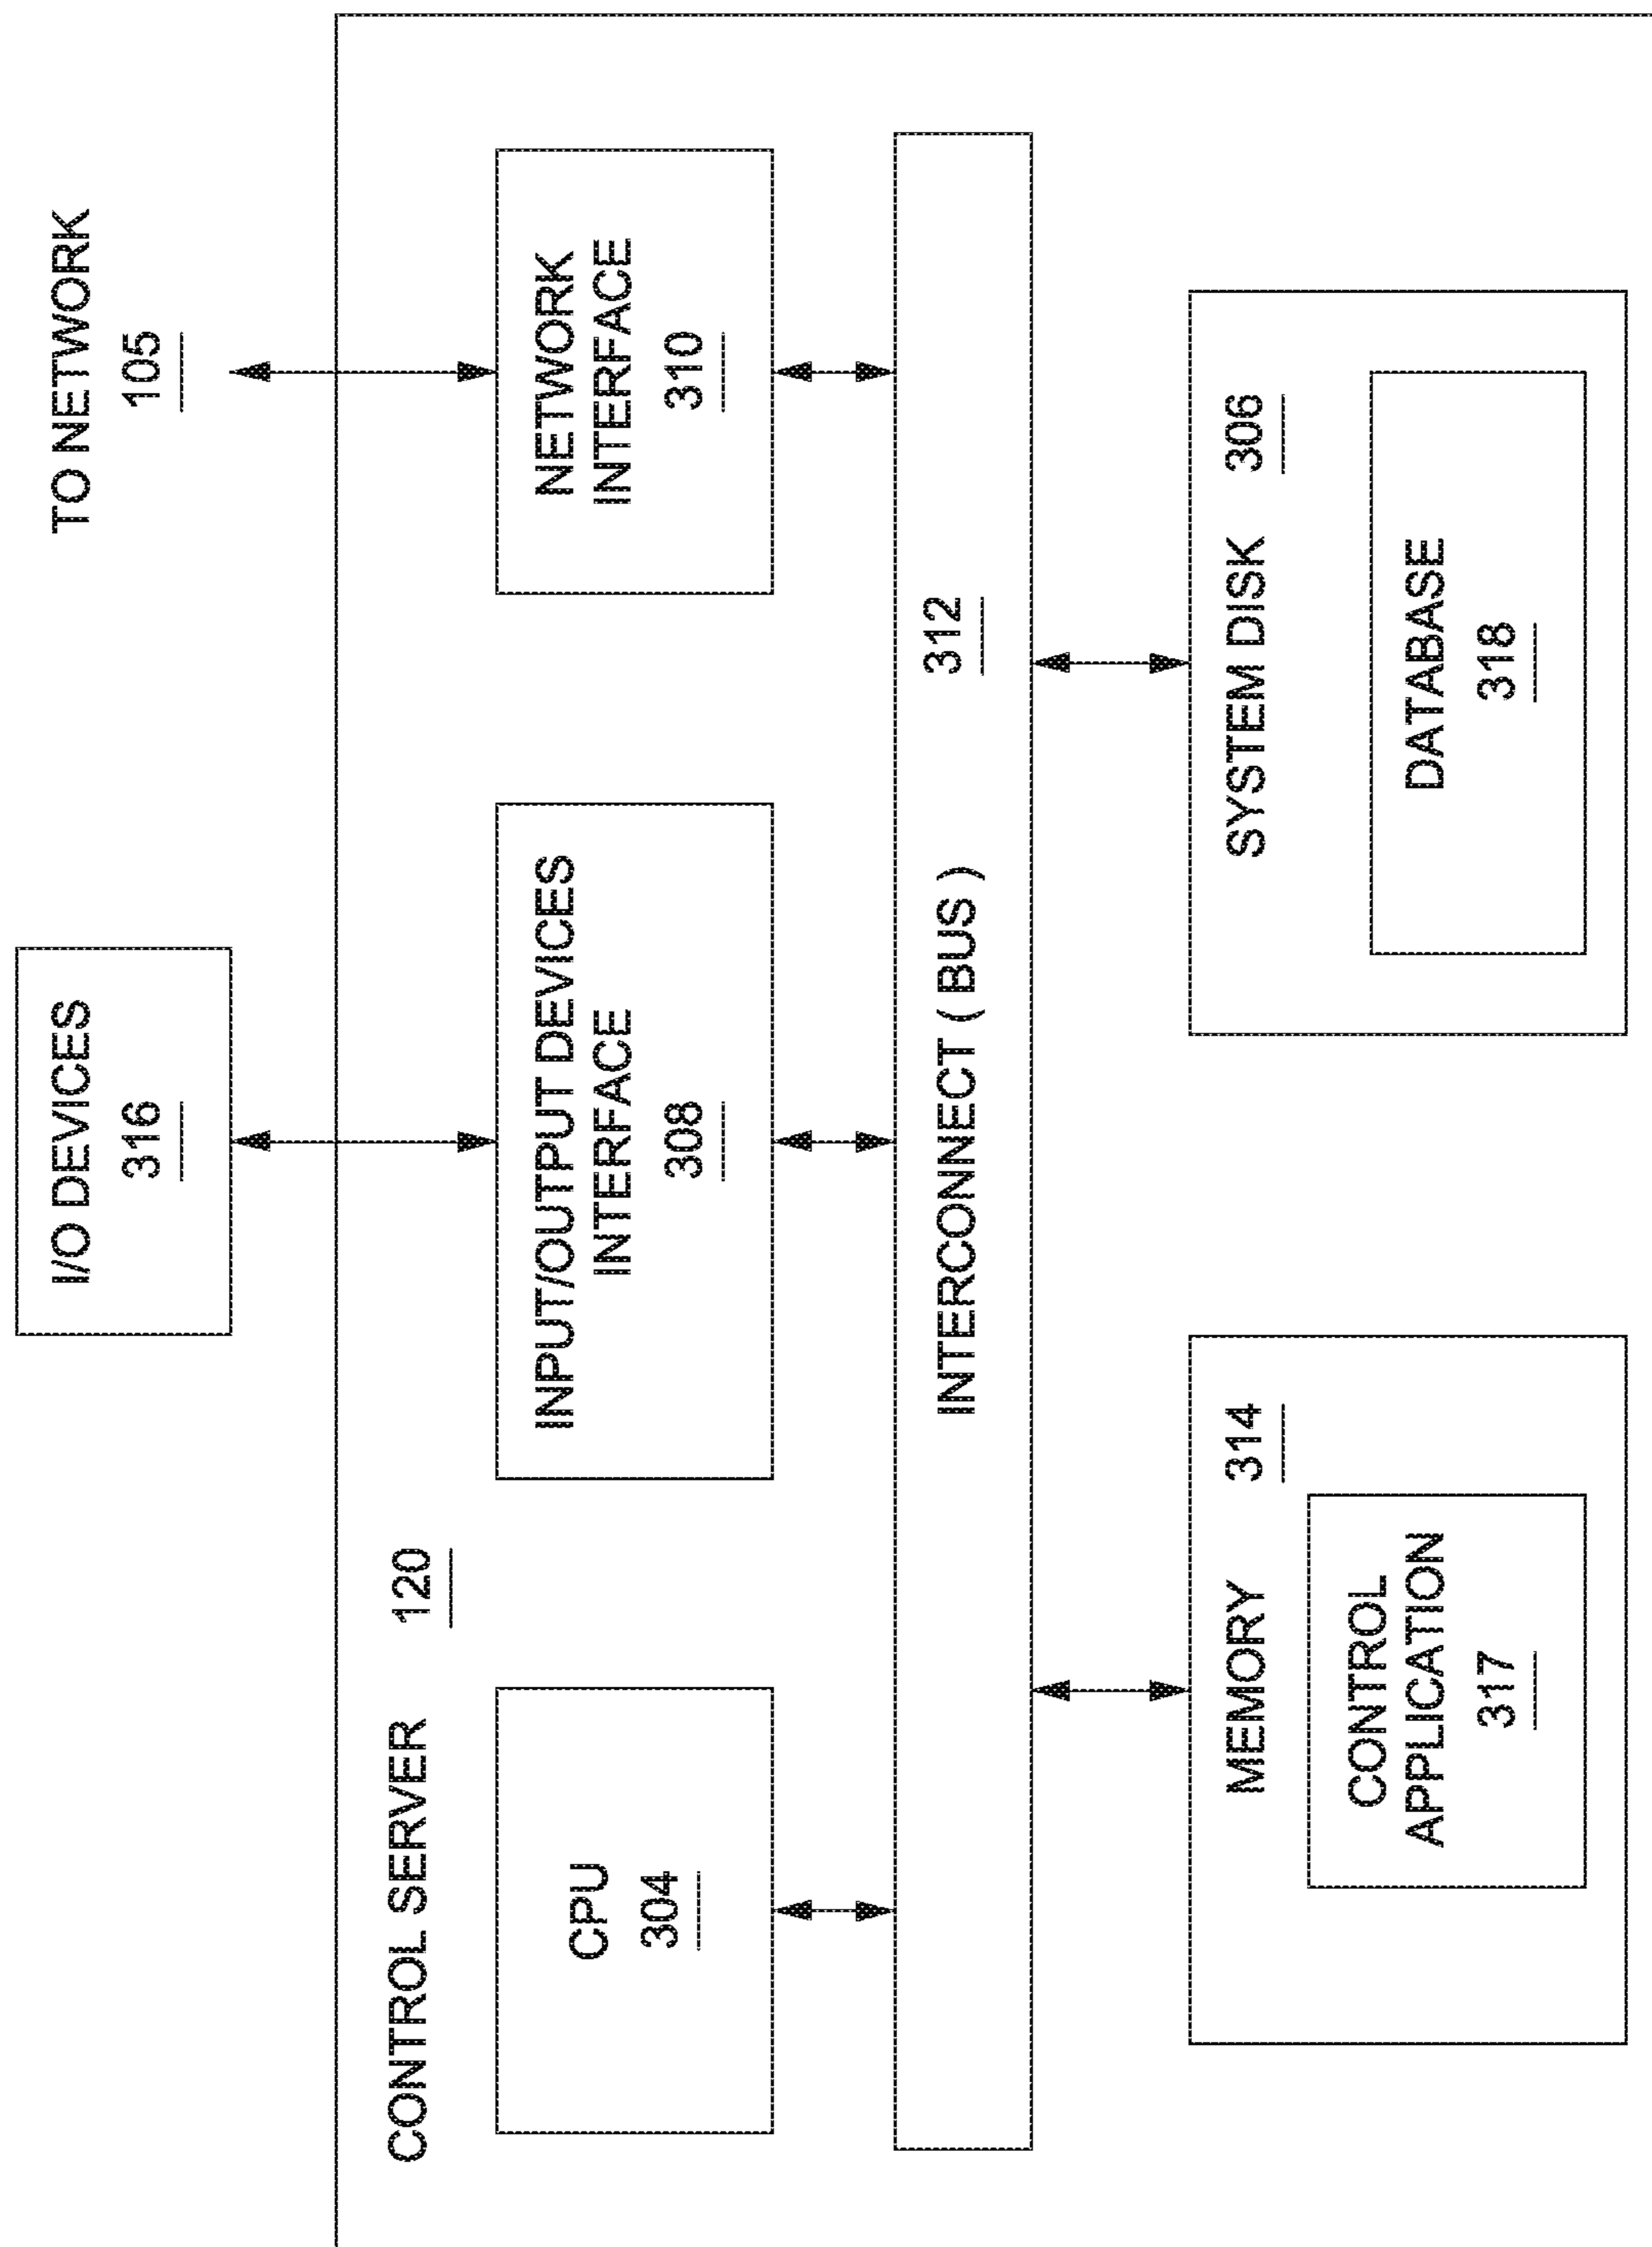 I/O DEVICES
316
TO NETWORK
105
CONTROL SERVER 120
CPU
304
INPUT/OUTPUT DEVICES
INTERFACE
308
NETWORK
INTERFACE
310
INTERCONNECT ( BUS )
312
MEMORY 314
CONTROL
APPLICATION
317
SYSTEM DISK 306
DATABASE
318